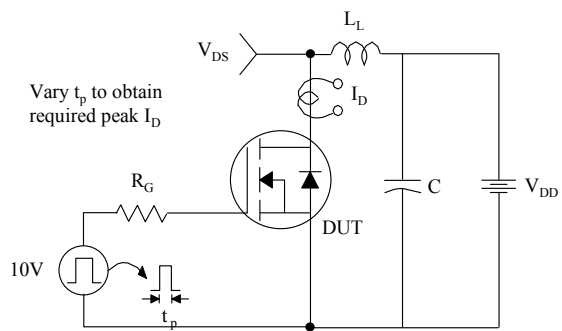 L_L
V_DS
I_D
Vary t_p to obtain
required peak I_D
R_G
C
V_DD
DUT
10V
t_p